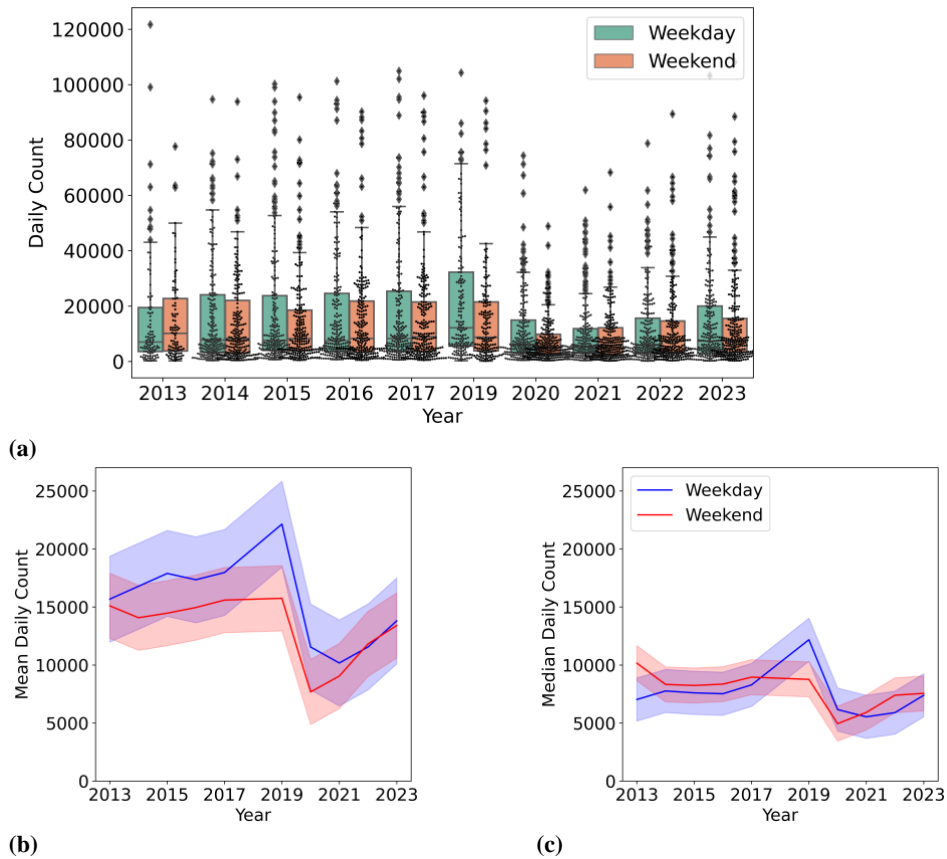 120000
100000
80000
60000
40000
20000
0
Daily Count
Weekday
Weekend
2013 2014 2015 2016 2017 2019 2020 2021 2022 2023
Year
(a)
25000
20000
15000
10000
5000
0
Mean Daily Count
2013 2015 2017 2019 2021 2023
Year
(b)
25000
20000
15000
10000
5000
0
Median Daily Count
Weekday
Weekend
2013 2015 2017 2019 2021 2023
Year
(c)